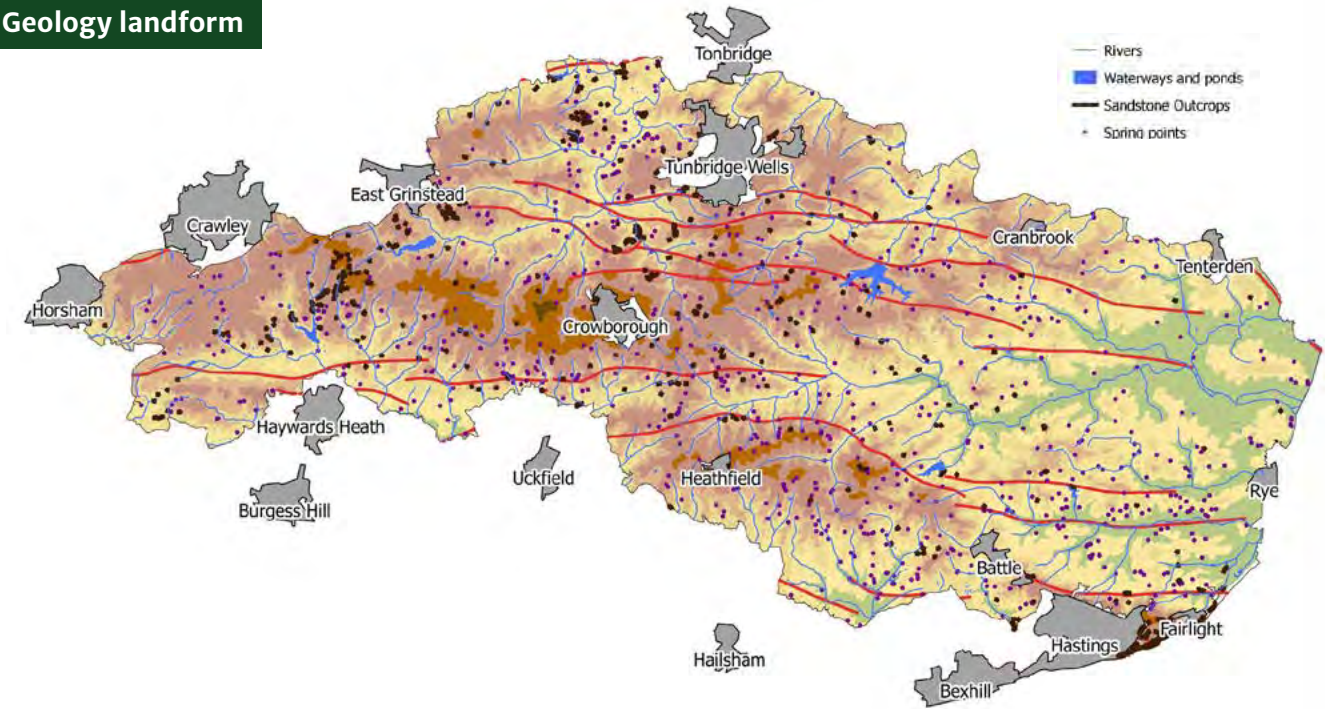 Geology landform
Tonbridge
Rivers
Waterways and ponds
Sandstone Outcrops
Spring points
Tunbridge Wells
East Grinstead
Crawley
Cranbrook
Tenterden
Horsham
Crowborough
Haywards Heath
Uckfield
Heathfield
Rye
Burgess Hill
Battle
Fairlight
Hastings
Hailsham
Bexhill